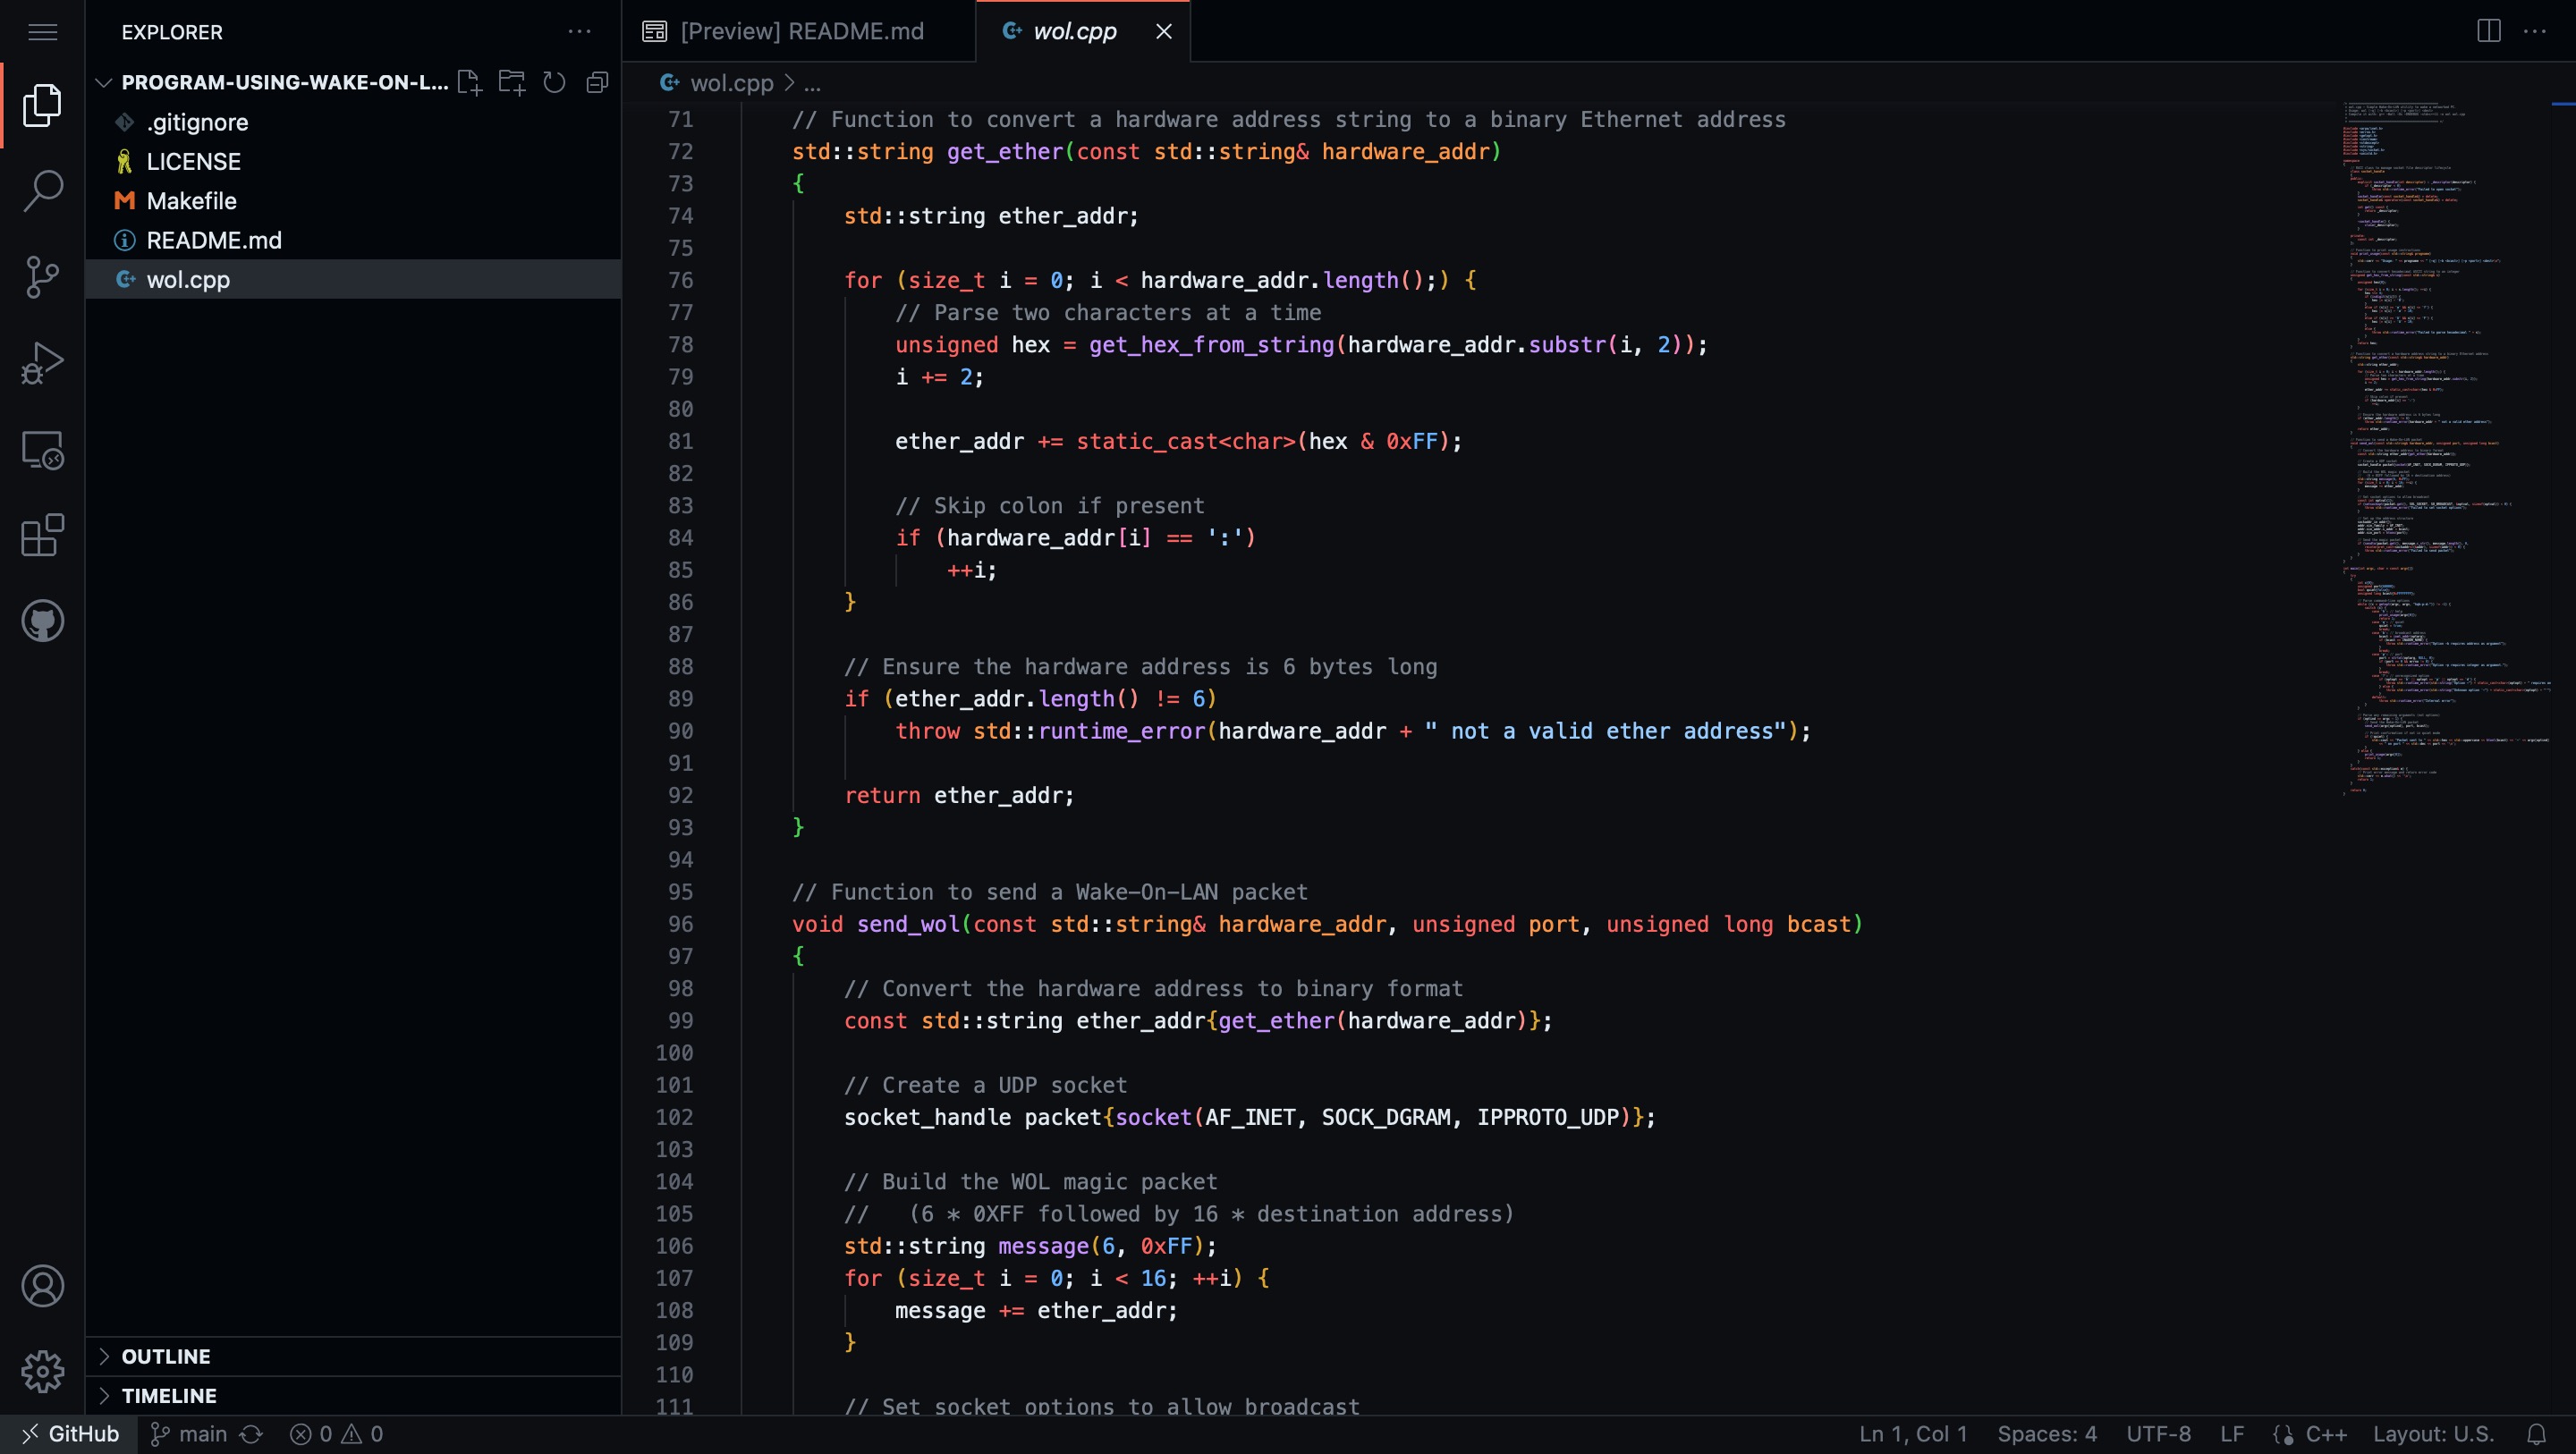 EXPLORER
[Preview] README.md
wol.cpp
PROGRAM-USING-WAKE-ON-L...
.gitignore
LICENSE
Makefile
README.md
wol.cpp
wol.cpp > ...
71 // Function to convert a hardware address string to a binary Ethernet address
72 std::string get_ether(const std::string& hardware_addr)
73 {
74 std::string ether_addr;
75
76 for (size_t i = 0; i < hardware_addr.length();) {
77 // Parse two characters at a time
78 unsigned hex = get_hex_from_string(hardware_addr.substr(i, 2));
79 i += 2;
80
81 ether_addr += static_cast<char>(hex & 0xFF);
82
83 // Skip colon if present
84 if (hardware_addr[i] == ':')
85 ++i;
86 }
87
88 // Ensure the hardware address is 6 bytes long
89 if (ether_addr.length() != 6)
90 throw std::runtime_error(hardware_addr + " not a valid ether address");
91
92 return ether_addr;
93 }
94
95 // Function to send a Wake-On-LAN packet
96 void send_wol(const std::string& hardware_addr, unsigned port, unsigned long bcast)
97 {
98 // Convert the hardware address to binary format
99 const std::string ether_addr{get_ether(hardware_addr)};
100
101 // Create a UDP socket
102 socket_handle packet{socket(AF_INET, SOCK_DGRAM, IPPROTO_UDP)};
103
104 // Build the WOL magic packet
105 //   (6 * 0XFF followed by 16 * destination address)
106 std::string message(6, 0xFF);
107 for (size_t i = 0; i < 16; ++i) {
108 message += ether_addr;
109 }
110
111 // Set socket options to allow broadcast
OUTLINE
TIMELINE
GitHub main 0 0
Ln 1, Col 1 Spaces: 4 UTF-8 LF C++ Layout: U.S.